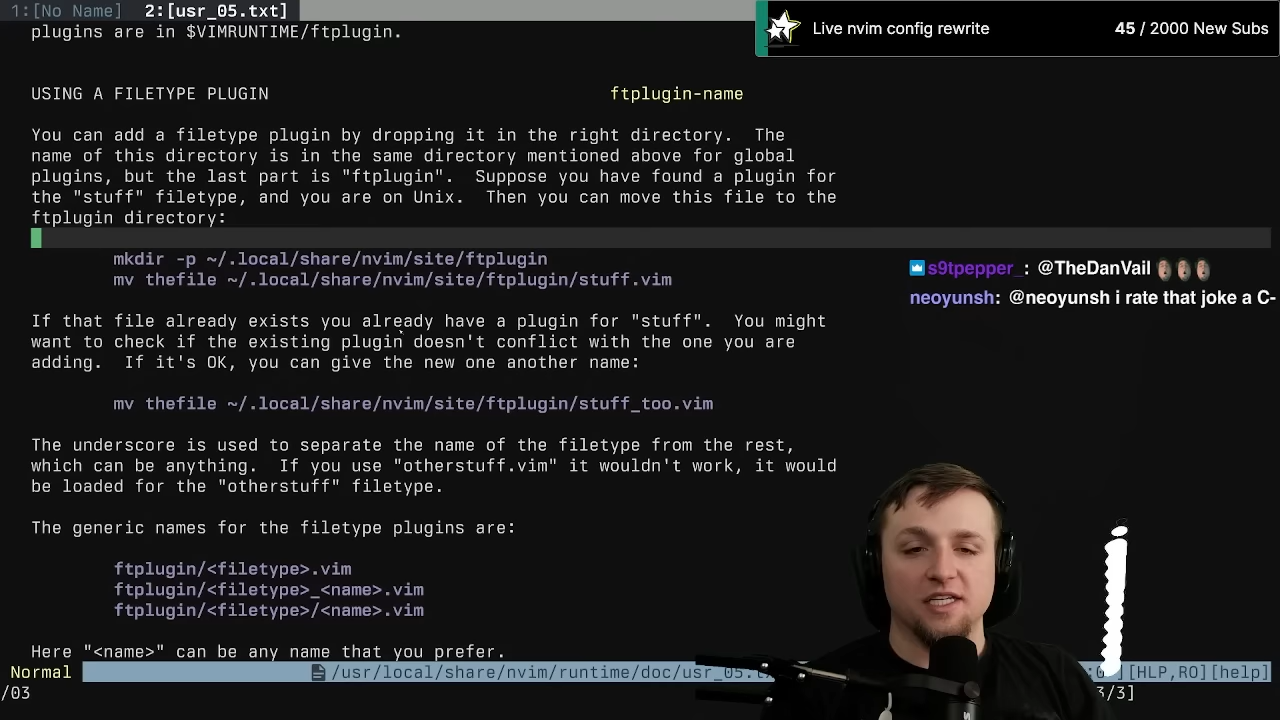 1:[No Name] 2:[usr_05.txt]
plugins are in $VIMRUNTIME/ftplugin.
Live nvim config rewrite 45 / 2000 New Subs
USING A FILETYPE PLUGIN ftplugin-name
You can add a filetype plugin by dropping it in the right directory.  The
name of this directory is in the same directory mentioned above for global
plugins, but the last part is "ftplugin".  Suppose you have found a plugin for
the "stuff" filetype, and you are on Unix.  Then you can move this file to the
ftplugin directory:
mkdir -p ~/.local/share/nvim/site/ftplugin
mv thefile ~/.local/share/nvim/site/ftplugin/stuff.vim
s9tpepper_: @TheDanVail
neoyunsh: @neoyunsh i rate that joke a C-
If that file already exists you already have a plugin for "stuff".  You might
want to check if the existing plugin doesn't conflict with the one you are
adding.  If it's OK, you can give the new one another name:
mv thefile ~/.local/share/nvim/site/ftplugin/stuff_too.vim
The underscore is used to separate the name of the filetype from the rest,
which can be anything.  If you use "otherstuff.vim" it wouldn't work, it would
be loaded for the "otherstuff" filetype.
The generic names for the filetype plugins are:
ftplugin/<filetype>.vim
ftplugin/<filetype>_<name>.vim
ftplugin/<filetype>/<name>.vim
Here "<name>" can be any name that you prefer.
Normal /usr/local/share/nvim/runtime/doc/usr_05.t [HLP,RO][help]
/03 /3]